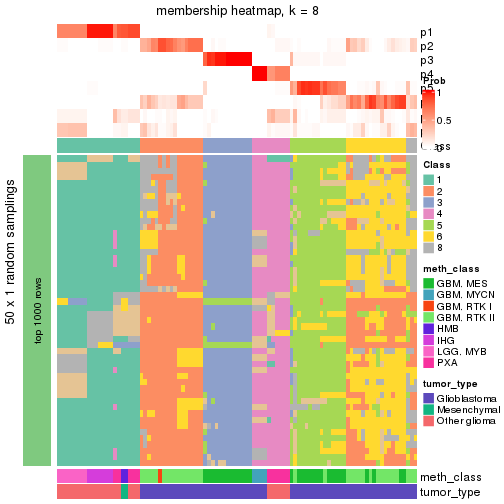 membership heatmap, k = 8
p1
p2
p3
p4
Prob
1
0.5
0
Class
1
2
3
4
5
6
8
50 x 1 random samplings
top 1000 rows
meth_class
GBM. MES
GBM. MYCN
GBM. RTK I
GBM. RTK II
HMB
IHG
LGG. MYB
PXA
tumor_type
Glioblastoma
Mesenchymal
Other glioma
meth_class
tumor_type